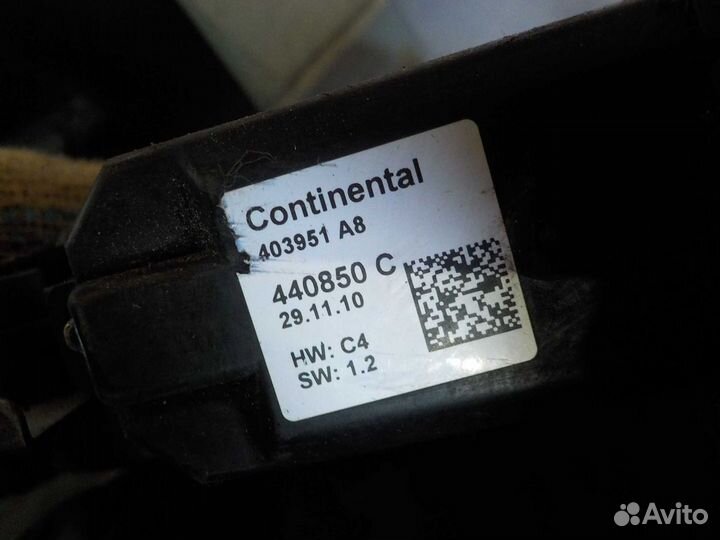 Continental
403951 A8
440850 C
29.11.10
HW: C4
SW: 1.2
Avito